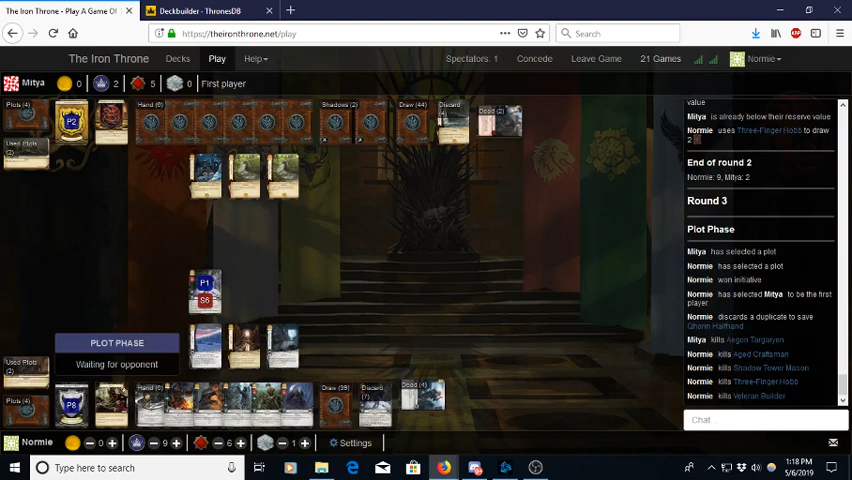 The Iron Throne - Play A Game Of
Deckbuilder - ThronesDB
https://theironthrone.net/play
Search
The Iron Throne
Decks
Play
Help
Spectators: 1
Concede
Leave Game
21 Games
Normie
Mitya
0
2
5
0
First player
Plots (4)
P2
Hand (6)
Shadows (2)
Draw (44)
Discard
Dead (2)
Used Plots
(2)
P1
S6
PLOT PHASE
Waiting for opponent
Used Plots
(2)
Plots (4)
P8
Hand (6)
Draw (39)
Discard
(7)
Dead (4)
Normie
0
9
6
1
Settings
value
Mitya is already below their reserve
value
Normie uses Three-Finger Hobb to draw
2
End of round 2
Normie: 9, Mitya: 2
Round 3
Plot Phase
Mitya has selected a plot
Normie has selected a plot
Normie won initiative
Normie has selected Mitya to be the first
player
Normie discards a duplicate to save
Qhorin Halfhand
Mitya kills Aegon Targaryen
Normie kills Aged Craftsman
Normie kills Shadow Tower Mason
Normie kills Three-Finger Hobb
Normie kills Veteran Builder
Chat...
Type here to search
1:18 PM
5/6/2019